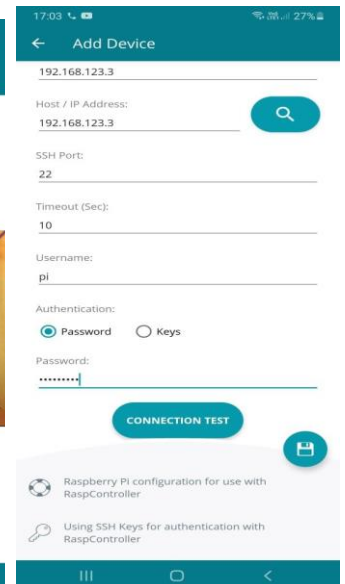 17:03 27%
Add Device
192.168.123.3
Host / IP Address:
192.168.123.3
SSH Port:
22
Timeout (Sec):
10
Username:
pi
Authentication:
Password Keys
Password:
•••••••••
CONNECTION TEST
Raspberry Pi configuration for use with
RaspController
Using SSH Keys for authentication with
RaspController